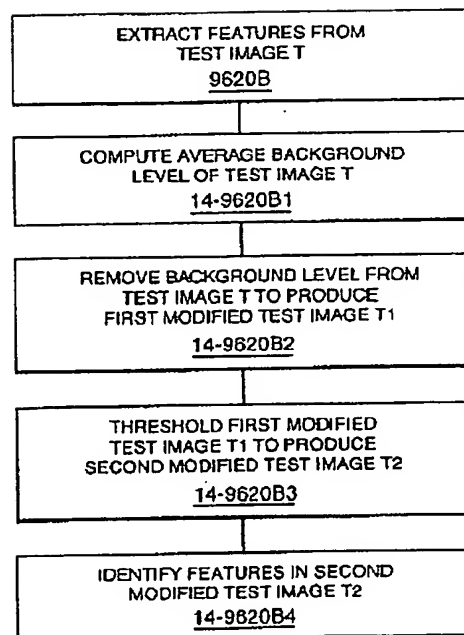 EXTRACT FEATURES FROM
TEST IMAGE T
9620B
COMPUTE AVERAGE BACKGROUND
LEVEL OF TEST IMAGE T
14-9620B1
REMOVE BACKGROUND LEVEL FROM
TEST IMAGE T TO PRODUCE
FIRST MODIFIED TEST IMAGE T1
14-9620B2
THRESHOLD FIRST MODIFIED
TEST IMAGE T1 TO PRODUCE
SECOND MODIFIED TEST IMAGE T2
14-9620B3
IDENTIFY FEATURES IN SECOND
MODIFIED TEST IMAGE T2
14-9620B4